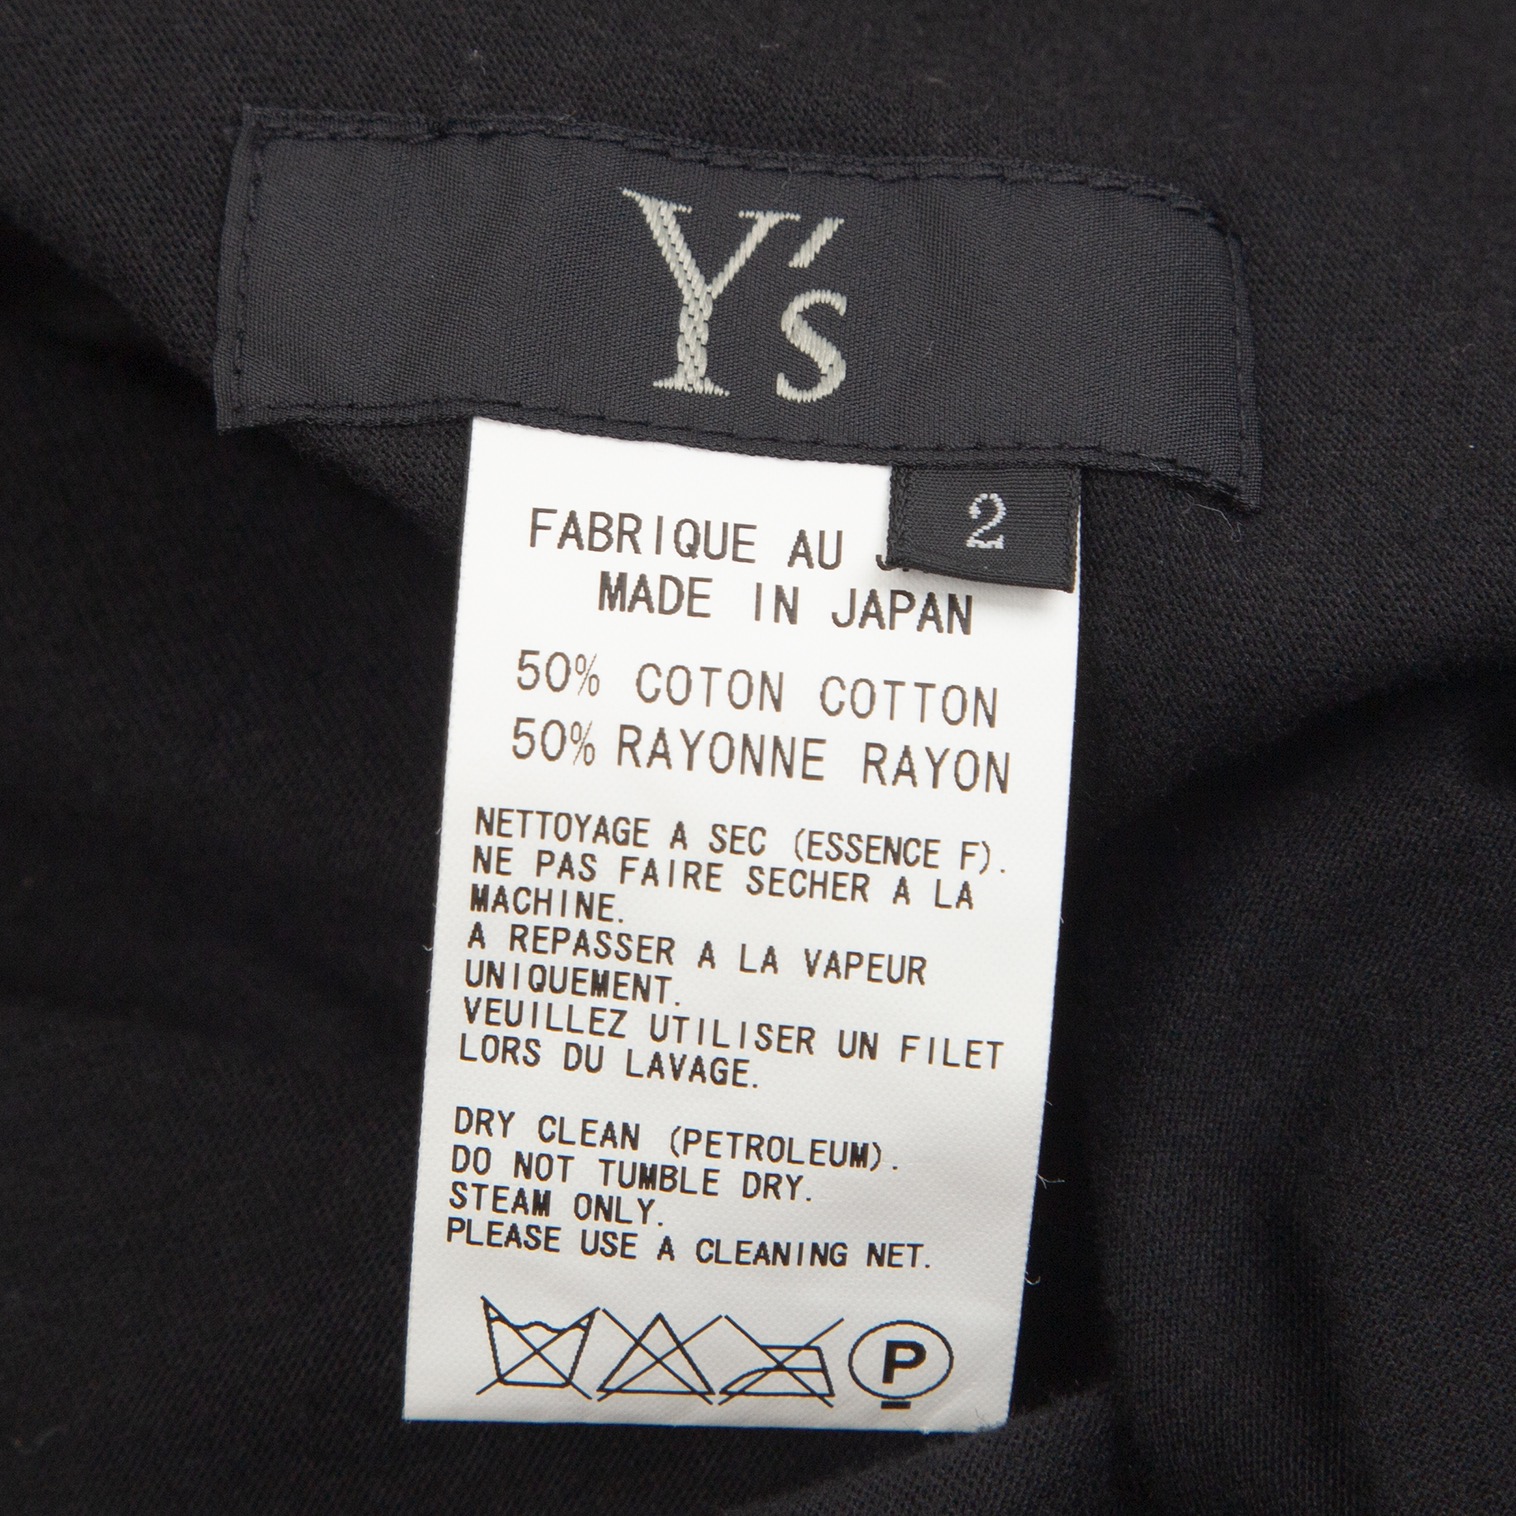 Y's
2
FABRIQUE AU
MADE IN JAPAN
50% COTON COTTON
50% RAYONNE RAYON
NETTOYAGE A SEC (ESSENCE F).
NE PAS FAIRE SECHER A LA
MACHINE.
A REPASSER A LA VAPEUR
UNIQUEMENT.
VEUILLEZ UTILISER UN FILET
LORS DU LAVAGE.
DRY CLEAN (PETROLEUM).
DO NOT TUMBLE DRY.
STEAM ONLY.
PLEASE USE A CLEANING NET.
P